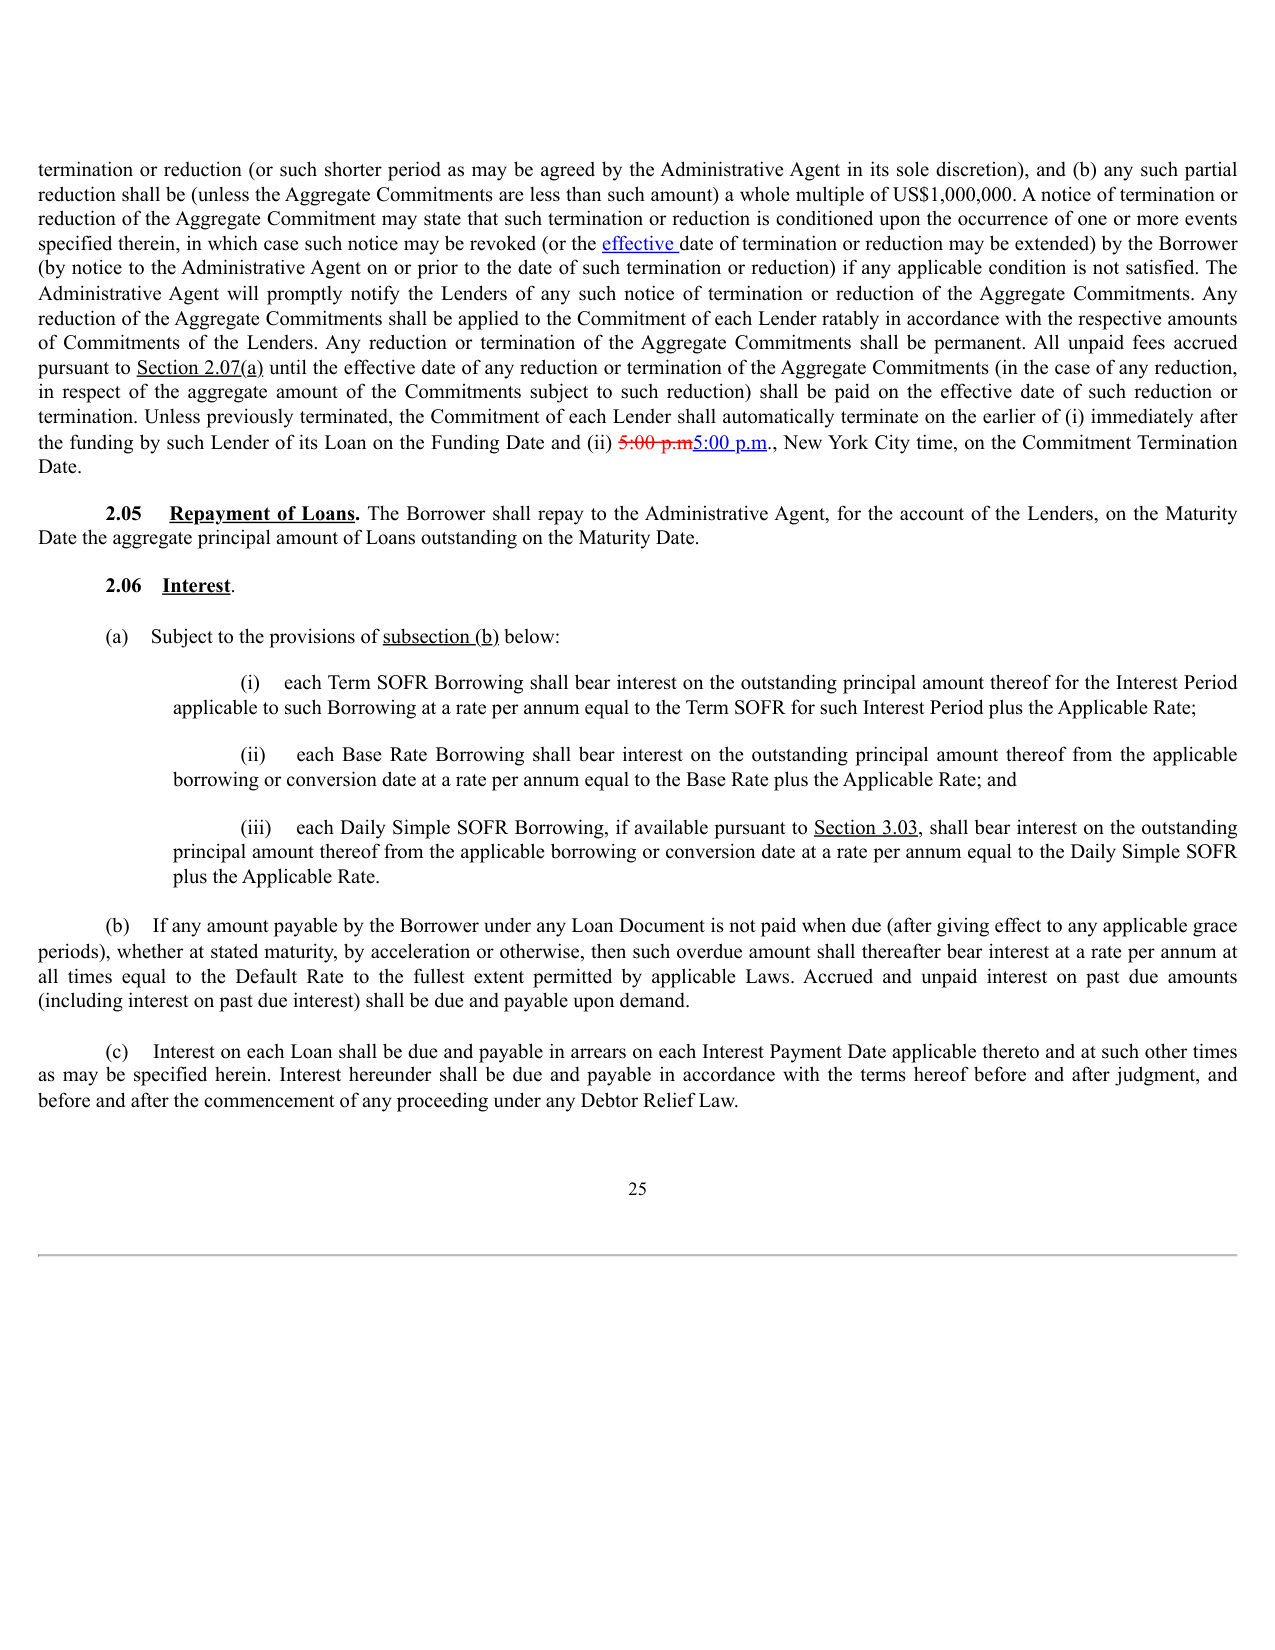 termination or reduction (or such shorter period as may be agreed by the Administrative Agent in its sole discretion), and (b) any such partial
reduction shall be (unless the Aggregate Commitments are less than such amount) a whole multiple of US$1,000,000. A notice of termination or
reduction of the Aggregate Commitment may state that such termination or reduction is conditioned upon the occurrence of one or more events
specified therein, in which case such notice may be revoked (or the effective date of termination or reduction may be extended) by the Borrower
(by notice to the Administrative Agent on or prior to the date of such termination or reduction) if any applicable condition is not satisfied. The
Administrative Agent will promptly notify the Lenders of any such notice of termination or reduction of the Aggregate Commitments. Any
reduction of the Aggregate Commitments shall be applied to the Commitment of each Lender ratably in accordance with the respective amounts
of Commitments of the Lenders. Any reduction or termination of the Aggregate Commitments shall be permanent. All unpaid fees accrued
pursuant to Section 2.07(a) until the effective date of any reduction or termination of the Aggregate Commitments (in the case of any reduction,
in respect of the aggregate amount of the Commitments subject to such reduction) shall be paid on the effective date of such reduction or
termination. Unless previously terminated, the Commitment of each Lender shall automatically terminate on the earlier of (i) immediately after
the funding by such Lender of its Loan on the Funding Date and (ii) 5:00 p.m5:00 p.m., New York City time, on the Commitment Termination
Date.
2.05 Repayment of Loans. The Borrower shall repay to the Administrative Agent, for the account of the Lenders, on the Maturity
Date the aggregate principal amount of Loans outstanding on the Maturity Date.
2.06 Interest.
(a) Subject to the provisions of subsection (b) below:
(i) each Term SOFR Borrowing shall bear interest on the outstanding principal amount thereof for the Interest Period
applicable to such Borrowing at a rate per annum equal to the Term SOFR for such Interest Period plus the Applicable Rate;
(ii) each Base Rate Borrowing shall bear interest on the outstanding principal amount thereof from the applicable
borrowing or conversion date at a rate per annum equal to the Base Rate plus the Applicable Rate; and
(iii) each Daily Simple SOFR Borrowing, if available pursuant to Section 3.03, shall bear interest on the outstanding
principal amount thereof from the applicable borrowing or conversion date at a rate per annum equal to the Daily Simple SOFR
plus the Applicable Rate.
(b) If any amount payable by the Borrower under any Loan Document is not paid when due (after giving effect to any applicable grace
periods), whether at stated maturity, by acceleration or otherwise, then such overdue amount shall thereafter bear interest at a rate per annum at
all times equal to the Default Rate to the fullest extent permitted by applicable Laws. Accrued and unpaid interest on past due amounts
(including interest on past due interest) shall be due and payable upon demand.
(c) Interest on each Loan shall be due and payable in arrears on each Interest Payment Date applicable thereto and at such other times
as may be specified herein. Interest hereunder shall be due and payable in accordance with the terms hereof before and after judgment, and
before and after the commencement of any proceeding under any Debtor Relief Law.
25